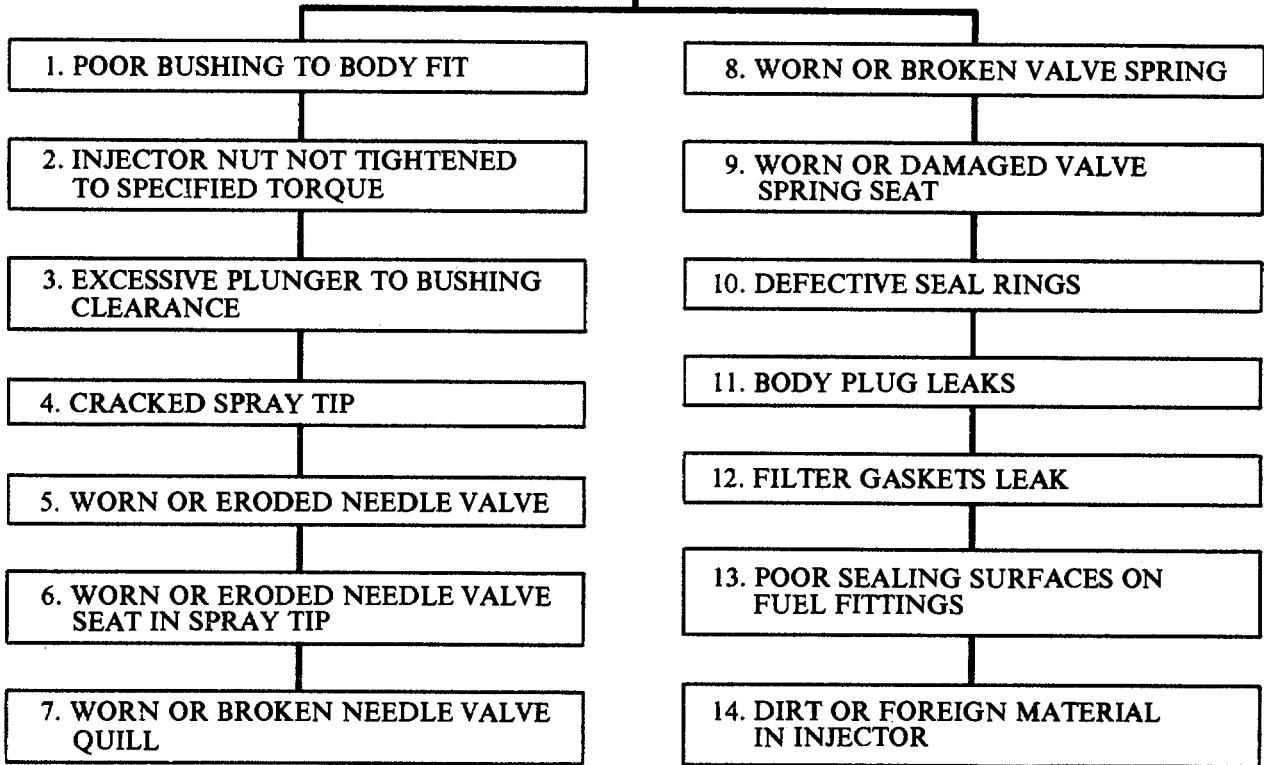 1. POOR BUSHING TO BODY FIT
2. INJECTOR NUT NOT TIGHTENED
TO SPECIFIED TORQUE
3. EXCESSIVE PLUNGER TO BUSHING
CLEARANCE
4. CRACKED SPRAY TIP
5. WORN OR ERODED NEEDLE VALVE
6. WORN OR ERODED NEEDLE VALVE
SEAT IN SPRAY TIP
7. WORN OR BROKEN NEEDLE VALVE
QUILL
8. WORN OR BROKEN VALVE SPRING
9. WORN OR DAMAGED VALVE
SPRING SEAT
10. DEFECTIVE SEAL RINGS
11. BODY PLUG LEAKS
12. FILTER GASKETS LEAK
13. POOR SEALING SURFACES ON
FUEL FITTINGS
14. DIRT OR FOREIGN MATERIAL
IN INJECTOR